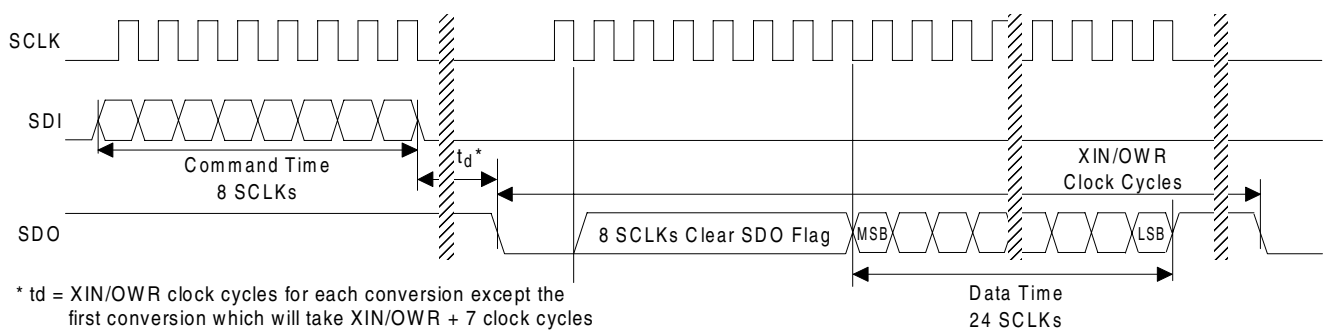 SCLK
SDI
Command Time
8 SCLKs
td*
XIN/OWR
Clock Cycles
SDO
8 SCLKs Clear SDO Flag
MSB
LSB
Data Time
24 SCLKs
* td = XIN/OWR clock cycles for each conversion except the
first conversion which will take XIN/OWR + 7 clock cycles